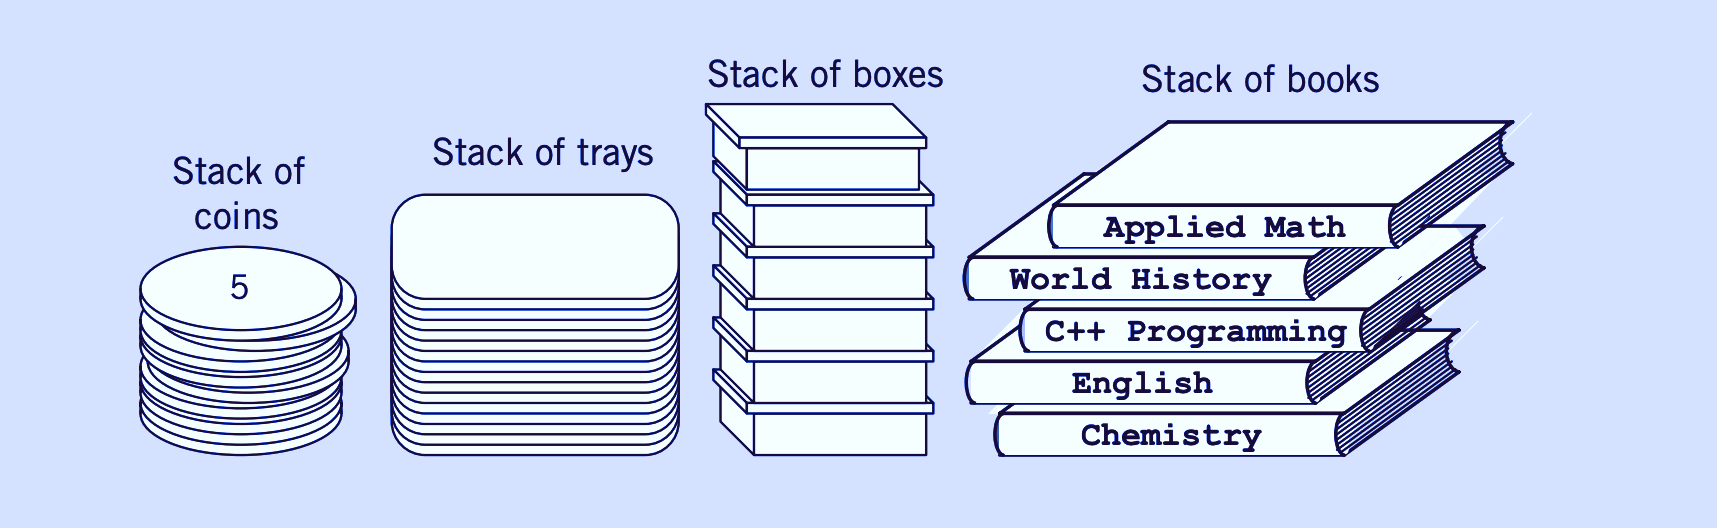 Stack of
coins
5
Stack of trays
Stack of boxes
Stack of books
Applied Math
World History
C++ Programming
English
Chemistry